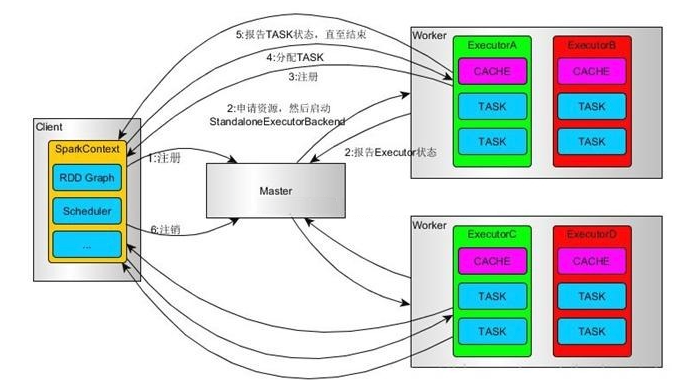 5:报告TASK状态，直至结束
4:分配TASK
3:注册
2:申请资源，然后启动
StandaloneExecutorBackend
2:报告Executor状态
Client
SparkContext
RDD Graph
Scheduler
...
1:注册
6:注销
Master
Worker
ExecutorA
CACHE
TASK
TASK
ExecutorB
CACHE
TASK
TASK
Worker
ExecutorC
CACHE
TASK
TASK
ExecutorD
CACHE
TASK
TASK